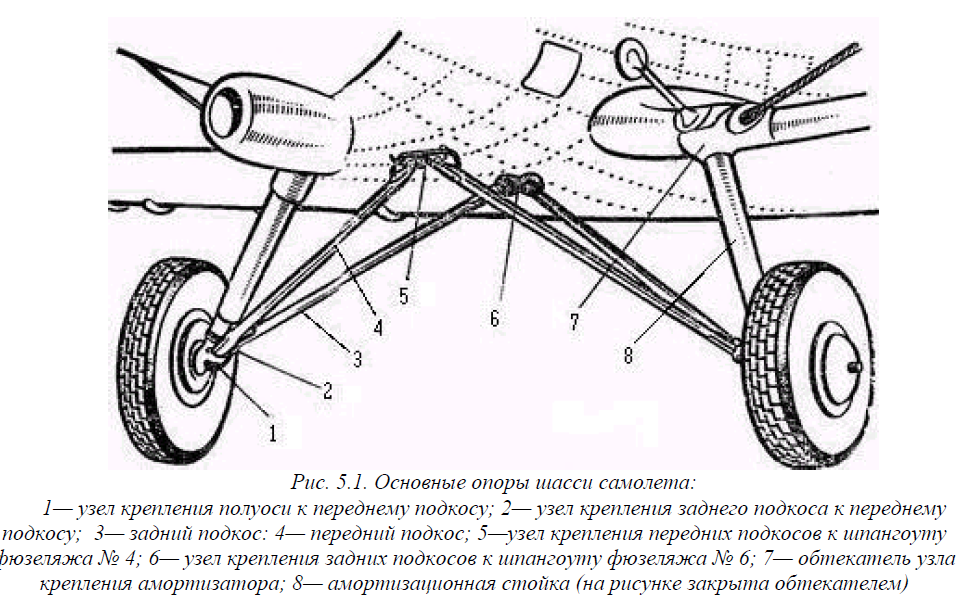 5
4
3
2
1
6
7
8
Рис. 5.1. Основные опоры шасси самолета:
1— узел крепления полуоси к переднему подкосу; 2— узел крепления заднего подкоса к переднему
подкосу; 3— задний подкос: 4— передний подкос; 5—узел крепления передних подкосов к шпангоуту
фюзеляжа № 4; 6— узел крепления задних подкосов к шпангоуту фюзеляжа № 6; 7— обтекатель узла
крепления амортизатора; 8— амортизационная стойка (на рисунке закрыта обтекателем)